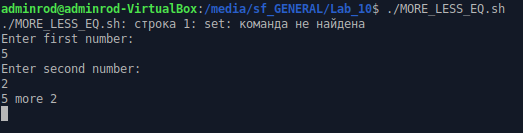 adminrod@adminrod-VirtualBox:/media/sf_GENERAL/Lab_10$ ./MORE_LESS_EQ.sh
./MORE_LESS_EQ.sh: строка 1: set: команда не найдена
Enter first number:
5
Enter second number:
2
5 more 2